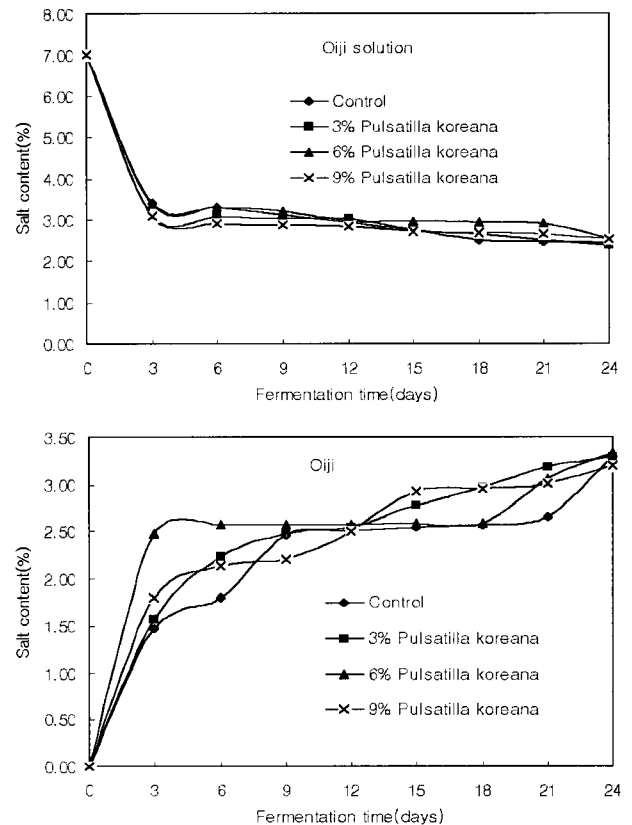 8.00
Oiji solution
7.00
6.00
Control
3% Pulsatilla koreana
5.00
6% Pulsatilla koreana
4.00
9% Pulsatilla koreana
3.00
2.00
1.00
0.00
Salt content(%)
0 3 6 9 12 15 18 21 24
Fermentation time(days)
3.50
Oiji
3.00
2.50
2.00
Control
1.50
3% Pulsatilla koreana
1.00
6% Pulsatilla koreana
0.50
9% Pulsatilla koreana
0.00
Salt content(%)
0 3 6 9 12 15 18 21 24
Fermentation time(days)